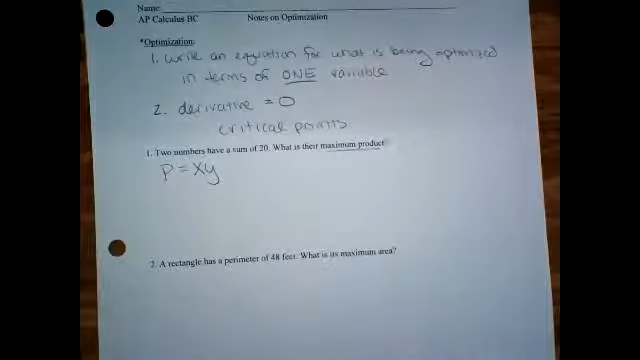 Name:
AP Calculus BC Notes on Optimization
*Optimization:
1. write an equation for what is being optimized
in terms of ONE variable
2. derivative = 0
critical points
1. Two numbers have a sum of 20. What is their maximum product
P = xy
2. A rectangle has a perimeter of 48 feet. What is its maximum area?